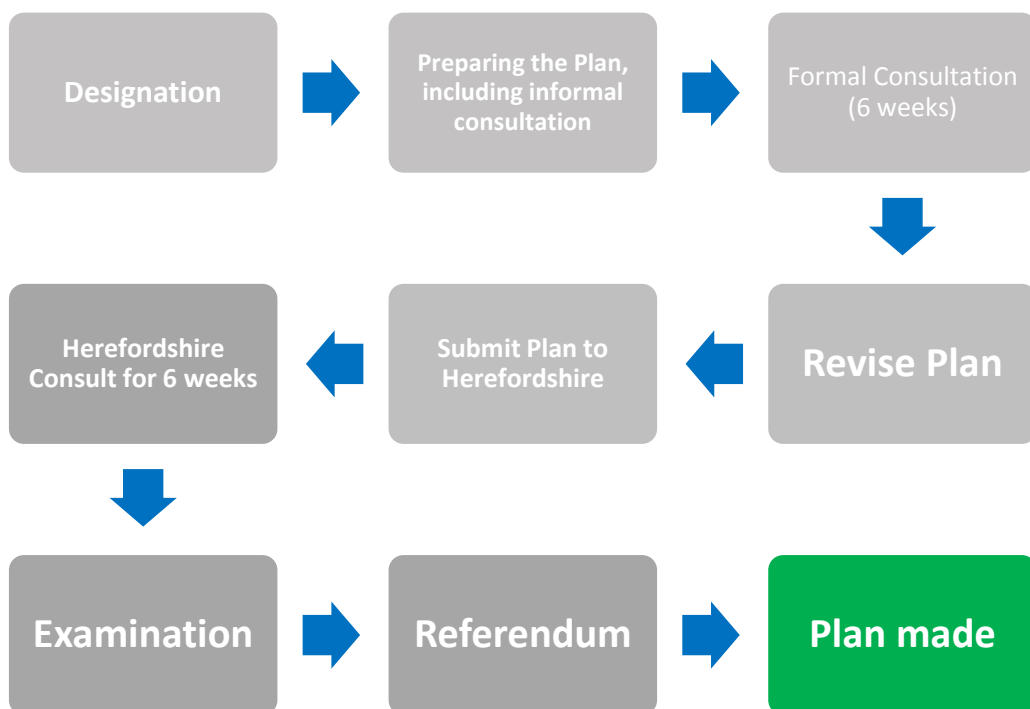 Designation
Preparing the Plan,
including informal
consultation
Formal Consultation
(6 weeks)
Revise Plan
Submit Plan to
Herefordshire
Herefordshire
Consult for 6 weeks
Examination
Referendum
Plan made